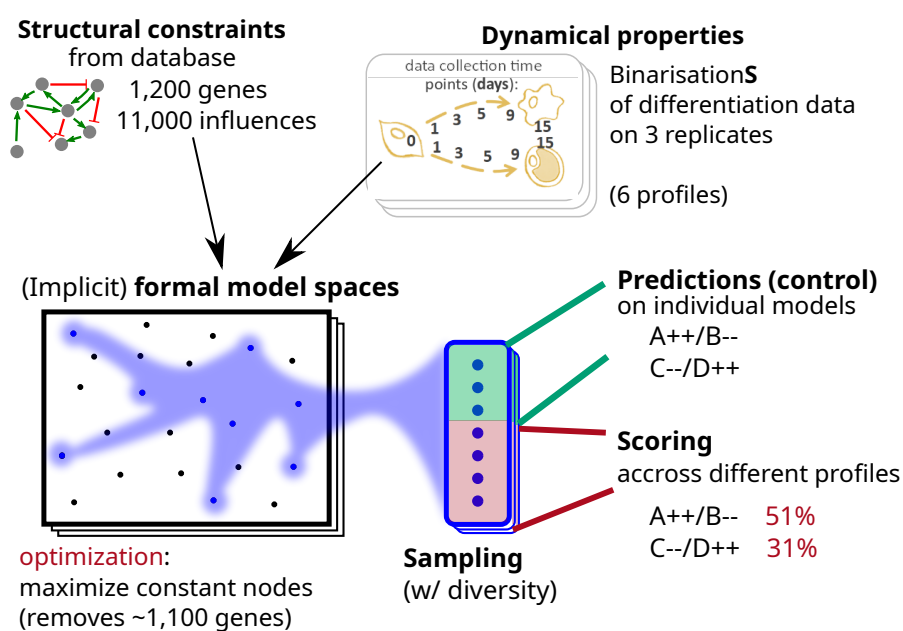 Structural constraints
from database
1,200 genes
11,000 influences
Dynamical properties
data collection time
points (days):
0
1 3 5 9 15
1 3 5 9 15
BinarisationS
of differentiation data
on 3 replicates
(6 profiles)
(Implicit) formal model spaces
optimization:
maximize constant nodes
(removes ~1,100 genes)
Sampling
(w/ diversity)
Predictions (control)
on individual models
A++/B--
C--/D++
Scoring
accross different profiles
A++/B-- 51%
C--/D++ 31%